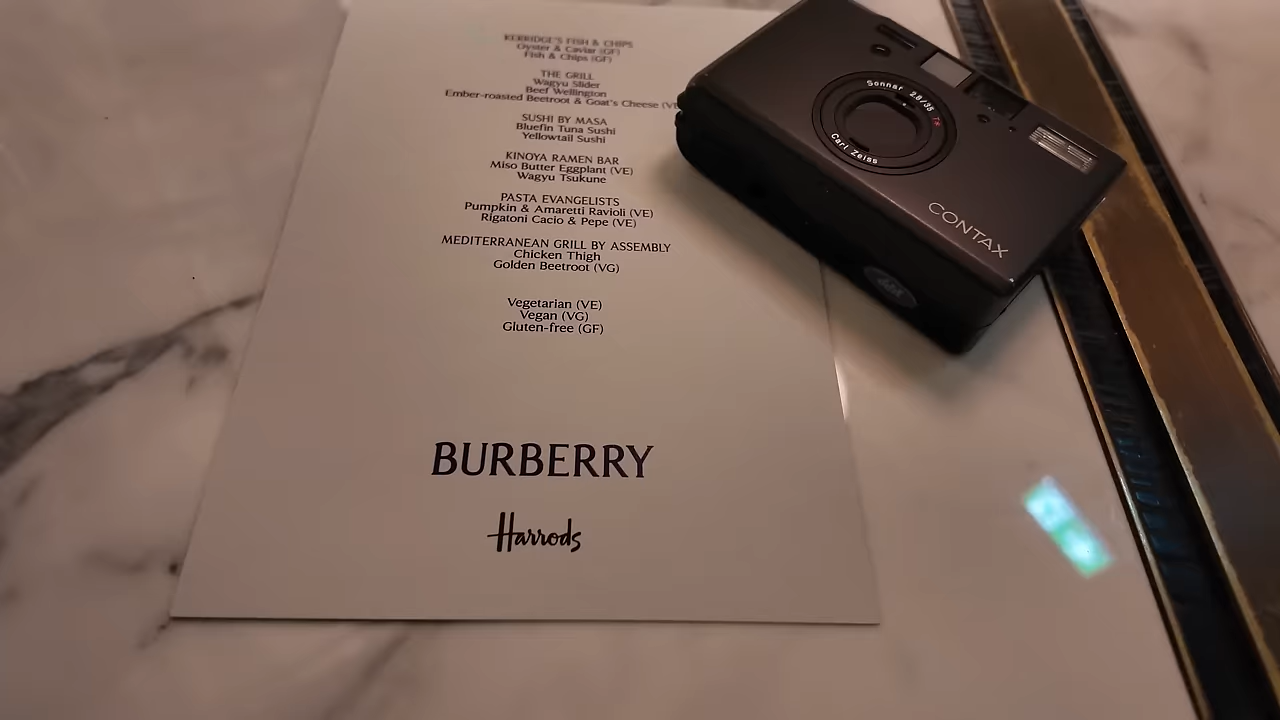 KERRIDGE'S FISH & CHIPS
Oyster & Caviar (GF)
Fish & Chips (GF)
THE GRILL
Wagyu Slider
Beef Wellington
Ember-roasted Beetroot & Goat's Cheese (VE
SUSHI BY MASA
Bluefin Tuna Sushi
Yellowtail Sushi
KINOYA RAMEN BAR
Miso Butter Eggplant (VE)
Wagyu Tsukune
PASTA EVANGELISTS
Pumpkin & Amaretti Ravioli (VE)
Rigatoni Cacio & Pepe (VE)
MEDITERRANEAN GRILL BY ASSEMBLY
Chicken Thigh
Golden Beetroot (VG)
Vegetarian (VE)
Vegan (VG)
Gluten-free (GF)
BURBERRY
Harrods
Sonnar 2.8/35 T*
Carl Zeiss
CONTAX